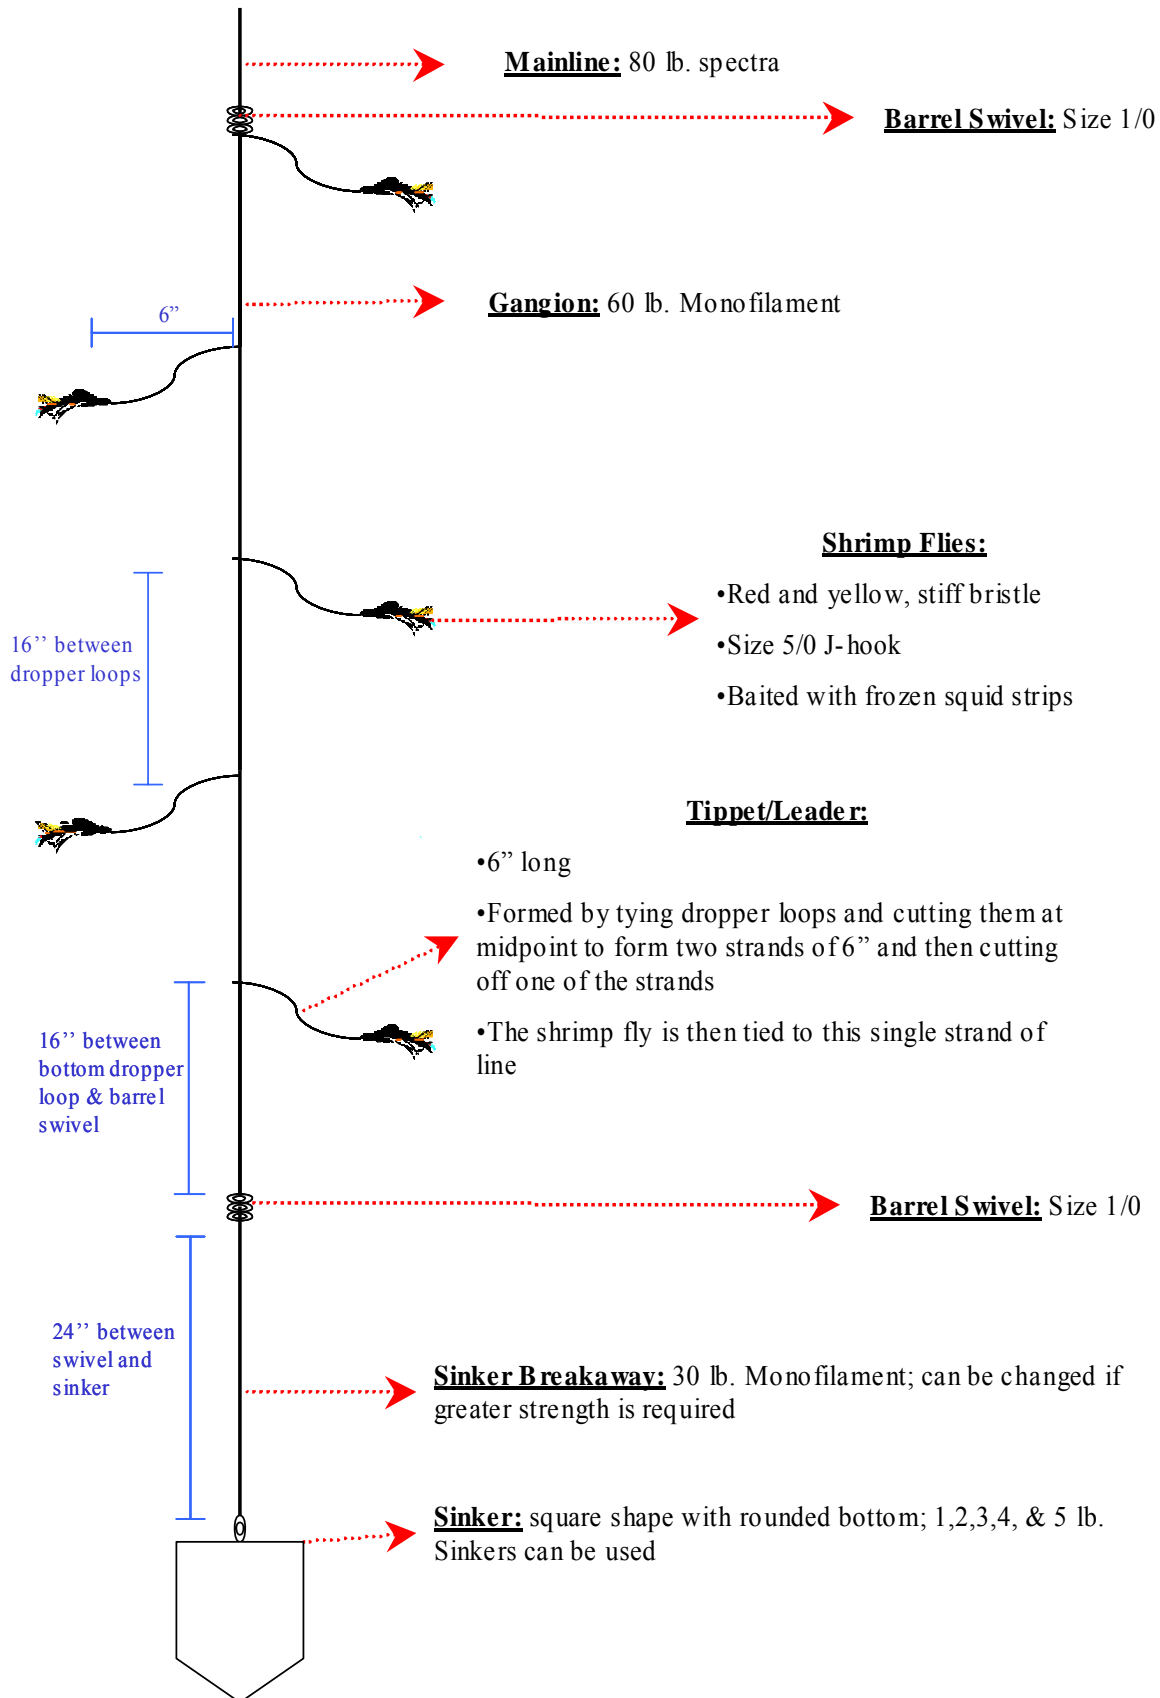 Mainline: 80 lb. spectra
Barrel Swivel: Size 1/0
Gangion: 60 lb. Monofilament
6”
Shrimp Flies:
•Red and yellow, stiff bristle
•Size 5/0 J-hook
•Baited with frozen squid strips
16’’ between
dropper loops
Tippet/Leader:
•6” long
•Formed by tying dropper loops and cutting them at
midpoint to form two strands of 6” and then cutting
off one of the strands
•The shrimp fly is then tied to this single strand of
line
16’’ between
bottom dropper
loop & barrel
swivel
Barrel Swivel: Size 1/0
24’’ between
swivel and
sinker
Sinker Breakaway: 30 lb. Monofilament; can be changed if
greater strength is required
Sinker: square shape with rounded bottom; 1,2,3,4, & 5 lb.
Sinkers can be used